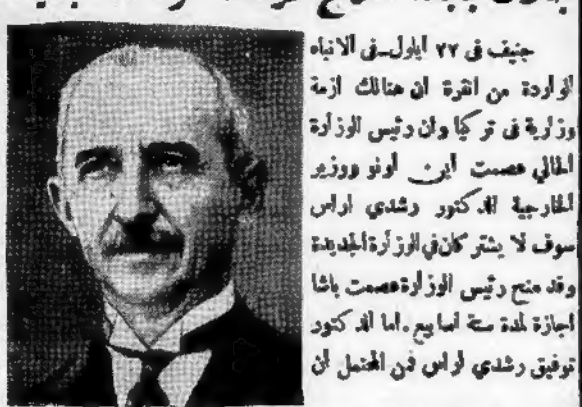 جنيف في ٢٢ ايلول ـ في الانباء
الواردة من انقرة ان هنالك ازمة
وزارية في تركيا وان رئيس الوزارة
الحالي عصمت اين اونو ووزير
الخارجية الدكتور رشدي اراس
سوف لا يشتركان في الوزارة الجديدة
وقد منح رئيس الوزارة عصمت باشا
اجازة لمدة ستة اسابيع . اما الدكتور
توفيق رشدي اراس فمن المحتمل ان